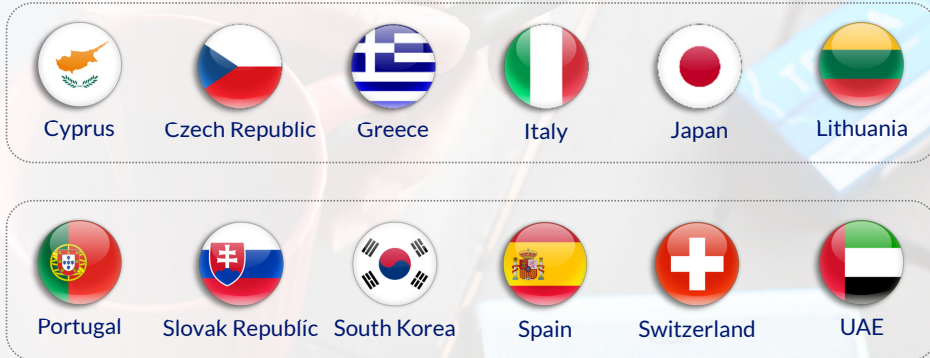 Cyprus Czech Republic Greece Italy Japan Lithuania
Portugal Slovak Republic South Korea Spain Switzerland UAE